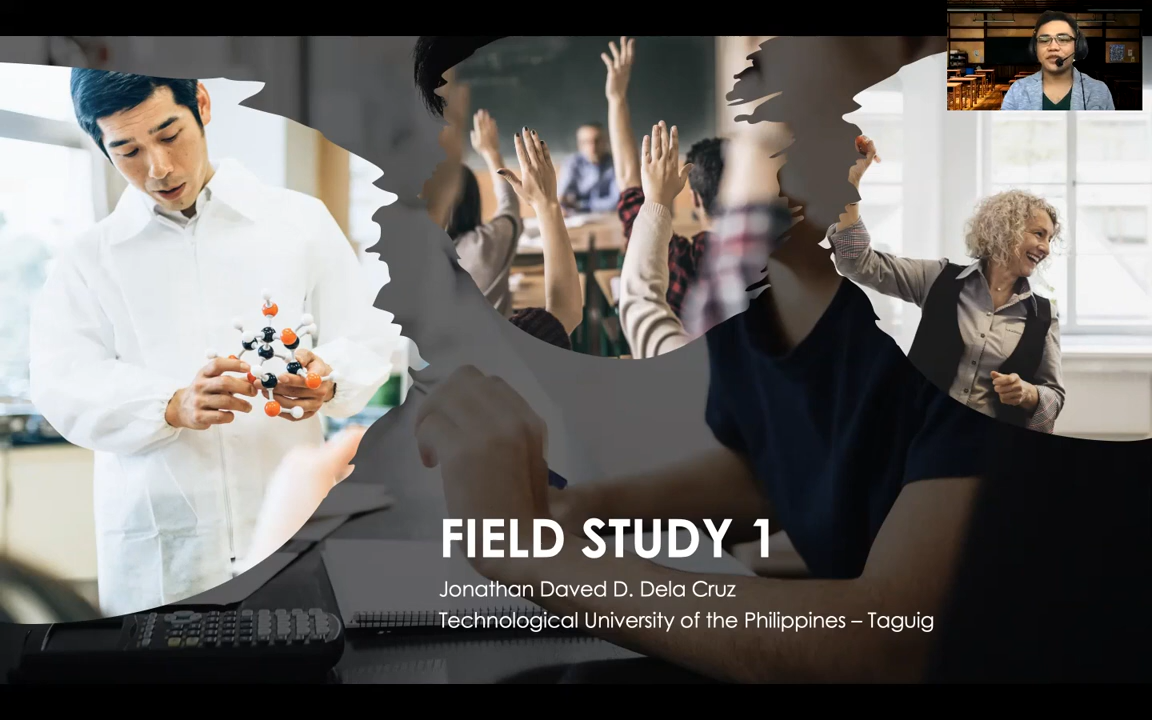 FIELD STUDY 1
Jonathan Daved D. Dela Cruz
Technological University of the Philippines – Taguig